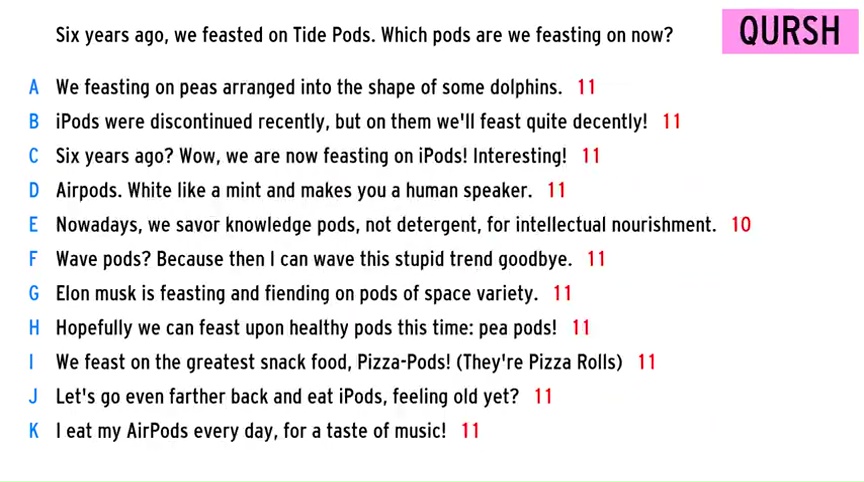 Six years ago, we feasted on Tide Pods. Which pods are we feasting on now?
QURSH
A We feasting on peas arranged into the shape of some dolphins. 11
B iPods were discontinued recently, but on them we'll feast quite decently! 11
C Six years ago? Wow, we are now feasting on iPods! Interesting! 11
D Airpods. White like a mint and makes you a human speaker. 11
E Nowadays, we savor knowledge pods, not detergent, for intellectual nourishment. 10
F Wave pods? Because then I can wave this stupid trend goodbye. 11
G Elon musk is feasting and fiending on pods of space variety. 11
H Hopefully we can feast upon healthy pods this time: pea pods! 11
I We feast on the greatest snack food, Pizza-Pods! (They're Pizza Rolls) 11
J Let's go even farther back and eat iPods, feeling old yet? 11
K I eat my AirPods every day, for a taste of music! 11